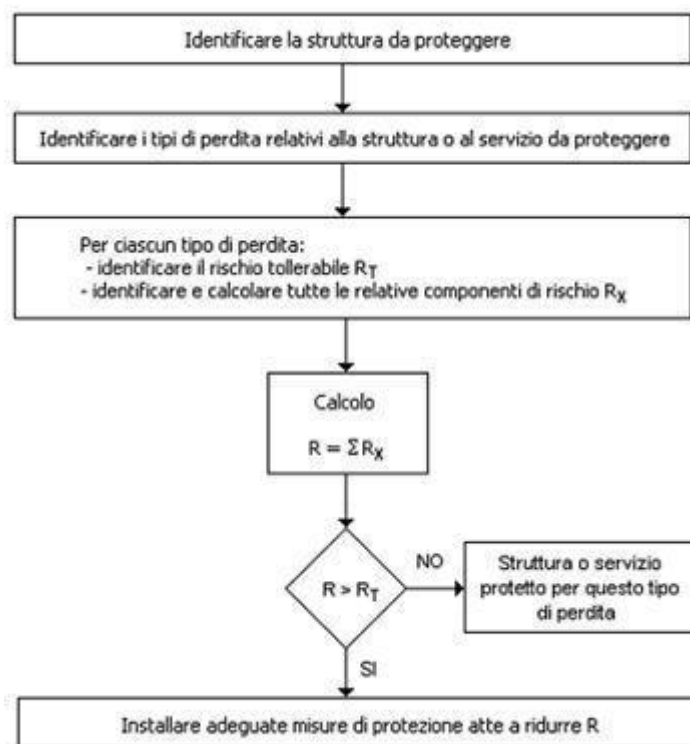 Identificare la struttura da proteggere
Identificare i tipi di perdita relativi alla struttura o al servizio da proteggere
Per ciascun tipo di perdita:
- identificare il rischio tollerabile RT
- identificare e calcolare tutte le relative componenti di rischio RX
Calcolo
R = ΣRX
R > RT
NO
Struttura o servizio
protetto per questo tipo
di perdita
SI
Installare adeguate misure di protezione atte a ridurre R